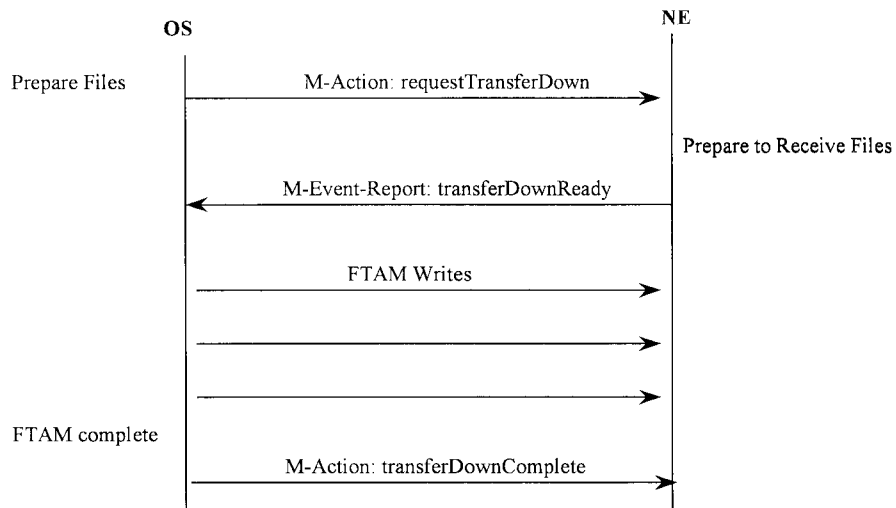 OS
NE
Prepare Files
M-Action: requestTransferDown
Prepare to Receive Files
M-Event-Report: transferDownReady
FTAM Writes
FTAM complete
M-Action: transferDownComplete